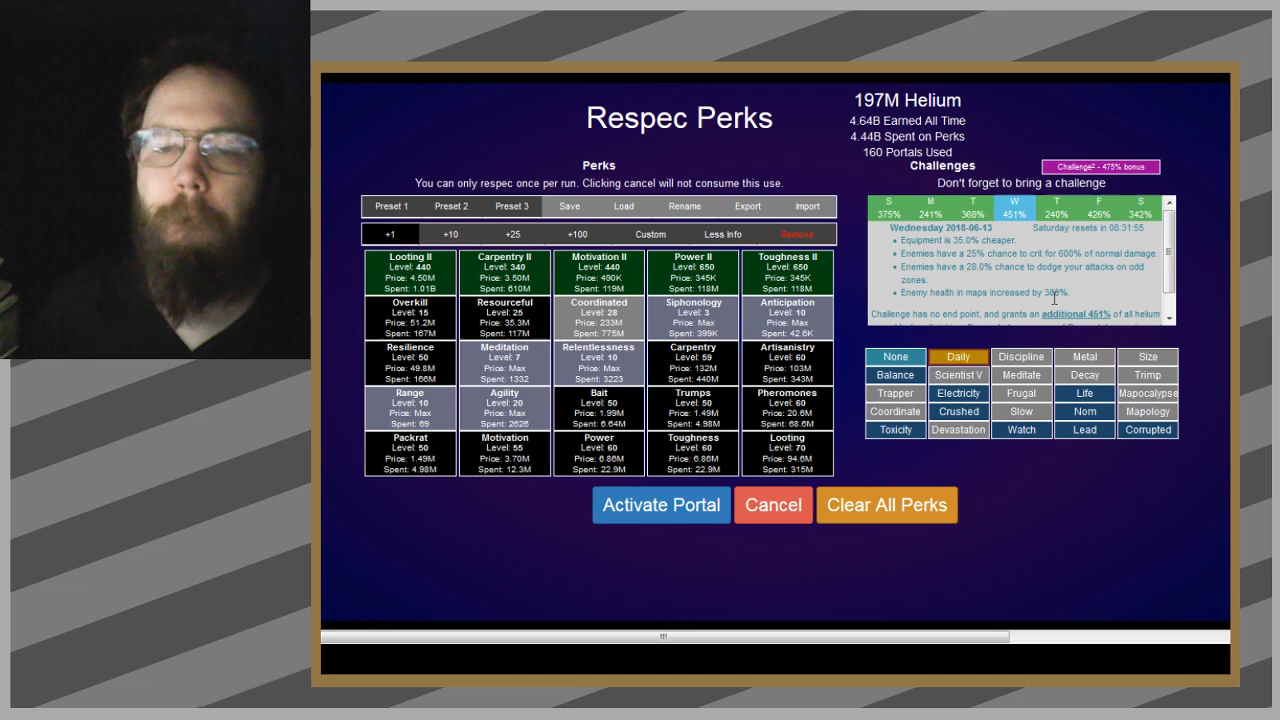 Respec Perks
197M Helium
4.64B Earned All Time
4.44B Spent on Perks
160 Portals Used
Perks
You can only respec once per run. Clicking cancel will not consume this use.
Preset 1 Preset 2 Preset 3 Save Load Rename Export Import
+1 +10 +25 +100 Custom Less Info Remove
Looting II Carpentry II Motivation II Power II Toughness II
Level: 440 Level: 340 Level: 440 Level: 650 Level: 650
Price: 4.50M Price: 3.50M Price: 490K Price: 345K Price: 345K
Spent: 1.01B Spent: 610M Spent: 119M Spent: 118M Spent: 118M
Overkill Resourceful Coordinated Siphonology Anticipation
Level: 15 Level: 25 Level: 28 Level: 3 Level: 10
Price: 51.2M Price: 35.3M Price: 233M Price: Max Price: Max
Spent: 167M Spent: 117M Spent: 775M Spent: 399K Spent: 42.6K
Resilience Meditation Relentlessness Carpentry Artisanistry
Level: 50 Level: 7 Level: 10 Level: 59 Level: 60
Price: 49.8M Price: Max Price: Max Price: 132M Price: 103M
Spent: 166M Spent: 1332 Spent: 3223 Spent: 440M Spent: 343M
Range Agility Bait Trumps Pheromones
Level: 10 Level: 20 Level: 50 Level: 50 Level: 60
Price: Max Price: Max Price: 1.99M Price: 1.49M Price: 20.6M
Spent: 69 Spent: 2626 Spent: 6.64M Spent: 4.98M Spent: 68.6M
Packrat Motivation Power Toughness Looting
Level: 50 Level: 55 Level: 60 Level: 60 Level: 70
Price: 1.49M Price: 3.70M Price: 6.86M Price: 6.86M Price: 94.6M
Spent: 4.98M Spent: 12.3M Spent: 22.9M Spent: 22.9M Spent: 315M
Challenges
Challenge² - 475% bonus
Don't forget to bring a challenge
S M T W T F S
375% 241% 368% 451% 240% 426% 342%
Wednesday 2018-06-13 Saturday resets in 08:31:55
• Equipment is 35.0% cheaper.
• Enemies have a 25% chance to crit for 600% of normal damage.
• Enemies have a 28.0% chance to dodge your attacks on odd
zones.
• Enemy health in maps increased by
Challenge has no end point, and grants an additional 451% of all helium
None Daily Discipline Metal Size
Balance Scientist V Meditate Decay Trimp
Trapper Electricity Frugal Life Mapocalypse
Coordinate Crushed Slow Nom Mapology
Toxicity Devastation Watch Lead Corrupted
Activate Portal Cancel Clear All Perks